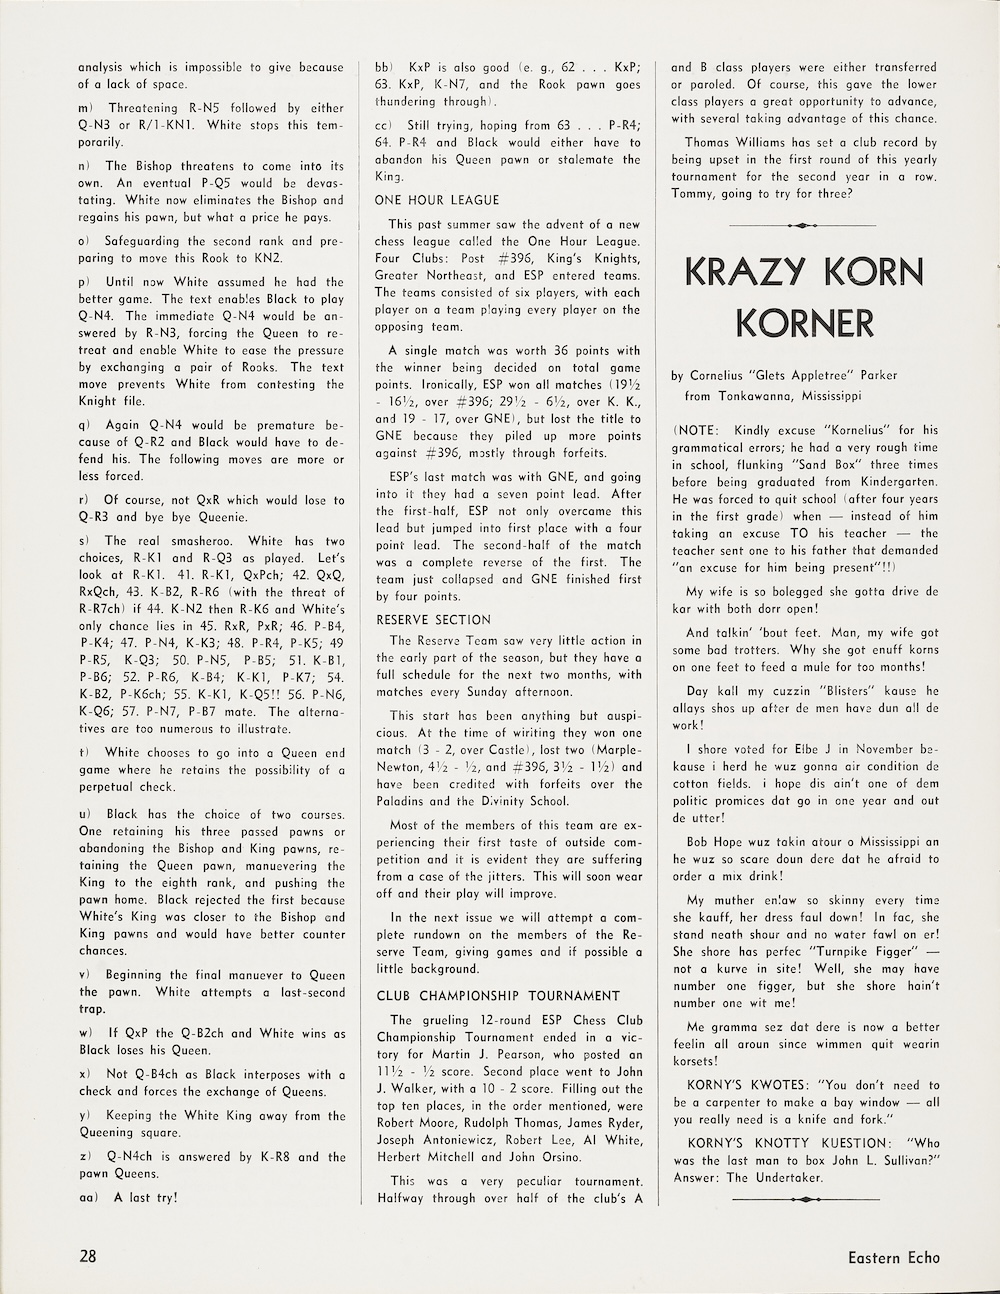 analysis which is impossible to give because
of a lack of space.
m) Threatening R-N5 followed by either
Q-N3 or R/1-KN1. White stops this tem-
porarily.
n) The Bishop threatens to come into its
own. An eventual P-Q5 would be devas-
tating. White now eliminates the Bishop and
regains his pawn, but what a price he pays.
o) Safeguarding the second rank and pre-
paring to move this Rook to KN2.
p) Until now White assumed he had the
better game. The text enables Black to play
Q-N4. The immediate Q-N4 would be an-
swered by R-N3, forcing the Queen to re-
treat and enable White to ease the pressure
by exchanging a pair of Rooks. The text
move prevents White from contesting the
Knight file.
q) Again Q-N4 would be premature be-
cause of Q-R2 and Black would have to de-
fend his. The following moves are more or
less forced.
r) Of course, not QxR which would lose to
Q-R3 and bye bye Queenie.
s) The real smasheroo. White has two
choices, R-K1 and R-Q3 as played. Let's
look at R-K1. 41. R-K1, QxPch; 42. QxQ,
RxQch, 43. K-B2, R-R6 (with the threat of
R-R7ch) if 44. K-N2 then R-K6 and White's
only chance lies in 45. RxR, PxR; 46. P-B4,
P-K4; 47. P-N4, K-K3; 48. P-R4, P-K5; 49
P-R5, K-Q3; 50. P-N5, P-B5; 51. K-B1,
P-B6; 52. P-R6, K-B4; K-K1, P-K7; 54.
K-B2, P-K6ch; 55. K-K1, K-Q5!! 56. P-N6,
K-Q6; 57. P-N7, P-B7 mate. The alterna-
tives are too numerous to illustrate.
t) White chooses to go into a Queen end
game where he retains the possibility of a
perpetual check.
u) Black has the choice of two courses.
One retaining his three passed pawns or
abandoning the Bishop and King pawns, re-
taining the Queen pawn, manuevering the
King to the eighth rank, and pushing the
pawn home. Black rejected the first because
White's King was closer to the Bishop and
King pawns and would have better counter
chances.
v) Beginning the final manuever to Queen
the pawn. White attempts a last-second
trap.
w) If QxP the Q-B2ch and White wins as
Black loses his Queen.
x) Not Q-B4ch as Black interposes with a
check and forces the exchange of Queens.
y) Keeping the White King away from the
Queening square.
z) Q-N4ch is answered by K-R8 and the
pawn Queens.
aa) A last try!
bb) KxP is also good (e. g., 62 . . . KxP;
63. KxP, K-N7, and the Rook pawn goes
thundering through).
cc) Still trying, hoping from 63 . . . P-R4;
64. P-R4 and Black would either have to
abandon his Queen pawn or stalemate the
King.
ONE HOUR LEAGUE
This past summer saw the advent of a new
chess league called the One Hour League.
Four Clubs: Post #396, King's Knights,
Greater Northeast, and ESP entered teams.
The teams consisted of six players, with each
player on a team playing every player on the
opposing team.
A single match was worth 36 points with
the winner being decided on total game
points. Ironically, ESP won all matches (19½
- 16½, over #396; 29½ - 6½, over K. K.,
and 19 - 17, over GNE), but lost the title to
GNE because they piled up more points
against #396, mostly through forfeits.
ESP's last match was with GNE, and going
into it they had a seven point lead. After
the first-half, ESP not only overcame this
lead but jumped into first place with a four
point lead. The second-half of the match
was a complete reverse of the first. The
team just collapsed and GNE finished first
by four points.
RESERVE SECTION
The Reserve Team saw very little action in
the early part of the season, but they have a
full schedule for the next two months, with
matches every Sunday afternoon.
This start has been anything but auspi-
cious. At the time of wiriting they won one
match (3 - 2, over Castle), lost two (Marple-
Newton, 4½ - ½, and #396, 3½ - 1½) and
have been credited with forfeits over the
Paladins and the Divinity School.
Most of the members of this team are ex-
periencing their first taste of outside com-
petition and it is evident they are suffering
from a case of the jitters. This will soon wear
off and their play will improve.
In the next issue we will attempt a com-
plete rundown on the members of the Re-
serve Team, giving games and if possible a
little background.
CLUB CHAMPIONSHIP TOURNAMENT
The grueling 12-round ESP Chess Club
Championship Tournament ended in a vic-
tory for Martin J. Pearson, who posted an
11½ - ½ score. Second place went to John
J. Walker, with a 10 - 2 score. Filling out the
top ten places, in the order mentioned, were
Robert Moore, Rudolph Thomas, James Ryder,
Joseph Antoniewicz, Robert Lee, Al White,
Herbert Mitchell and John Orsino.
This was a very peculiar tournament.
Halfway through over half of the club's A
and B class players were either transferred
or paroled. Of course, this gave the lower
class players a great opportunity to advance,
with several taking advantage of this chance.
Thomas Williams has set a club record by
being upset in the first round of this yearly
tournament for the second year in a row.
Tommy, going to try for three?
KRAZY KORN
KORNER
by Cornelius "Glets Appletree" Parker
from Tonkawanna, Mississippi
(NOTE: Kindly excuse "Kornelius" for his
grammatical errors; he had a very rough time
in school, flunking "Sand Box" three times
before being graduated from Kindergarten.
He was forced to quit school (after four years
in the first grade) when — instead of him
taking an excuse TO his teacher — the
teacher sent one to his father that demanded
"an excuse for him being present"!!)
My wife is so bolegged she gotta drive de
kar with both dorr open!
And talkin' 'bout feet. Man, my wife got
some bad trotters. Why she got enuff korns
on one feet to feed a mule for too months!
Day kall my cuzzin "Blisters" kause he
allays shos up after de men have dun all de
work!
I shore voted for Elbe J in November be-
kause i herd he wuz gonna air condition de
cotton fields. i hope dis ain't one of dem
politic promices dat go in one year and out
de utter!
Bob Hope wuz takin atour o Mississippi an
he wuz so scare doun dere dat he afraid to
order a mix drink!
My muther enlaw so skinny every time
she kauff, her dress faul down! In fac, she
stand neath shour and no water fawl on er!
She shore has perfec "Turnpike Figger" —
not a kurve in site! Well, she may have
number one figger, but she shore hain't
number one wit me!
Me gramma sez dat dere is now a better
feelin all aroun since wimmen quit wearin
korsets!
KORNY'S KWOTES: "You don't need to
be a carpenter to make a bay window — all
you really need is a knife and fork."
KORNY'S KNOTTY KUESTION: "Who
was the last man to box John L. Sullivan?"
Answer: The Undertaker.
28
Eastern Echo